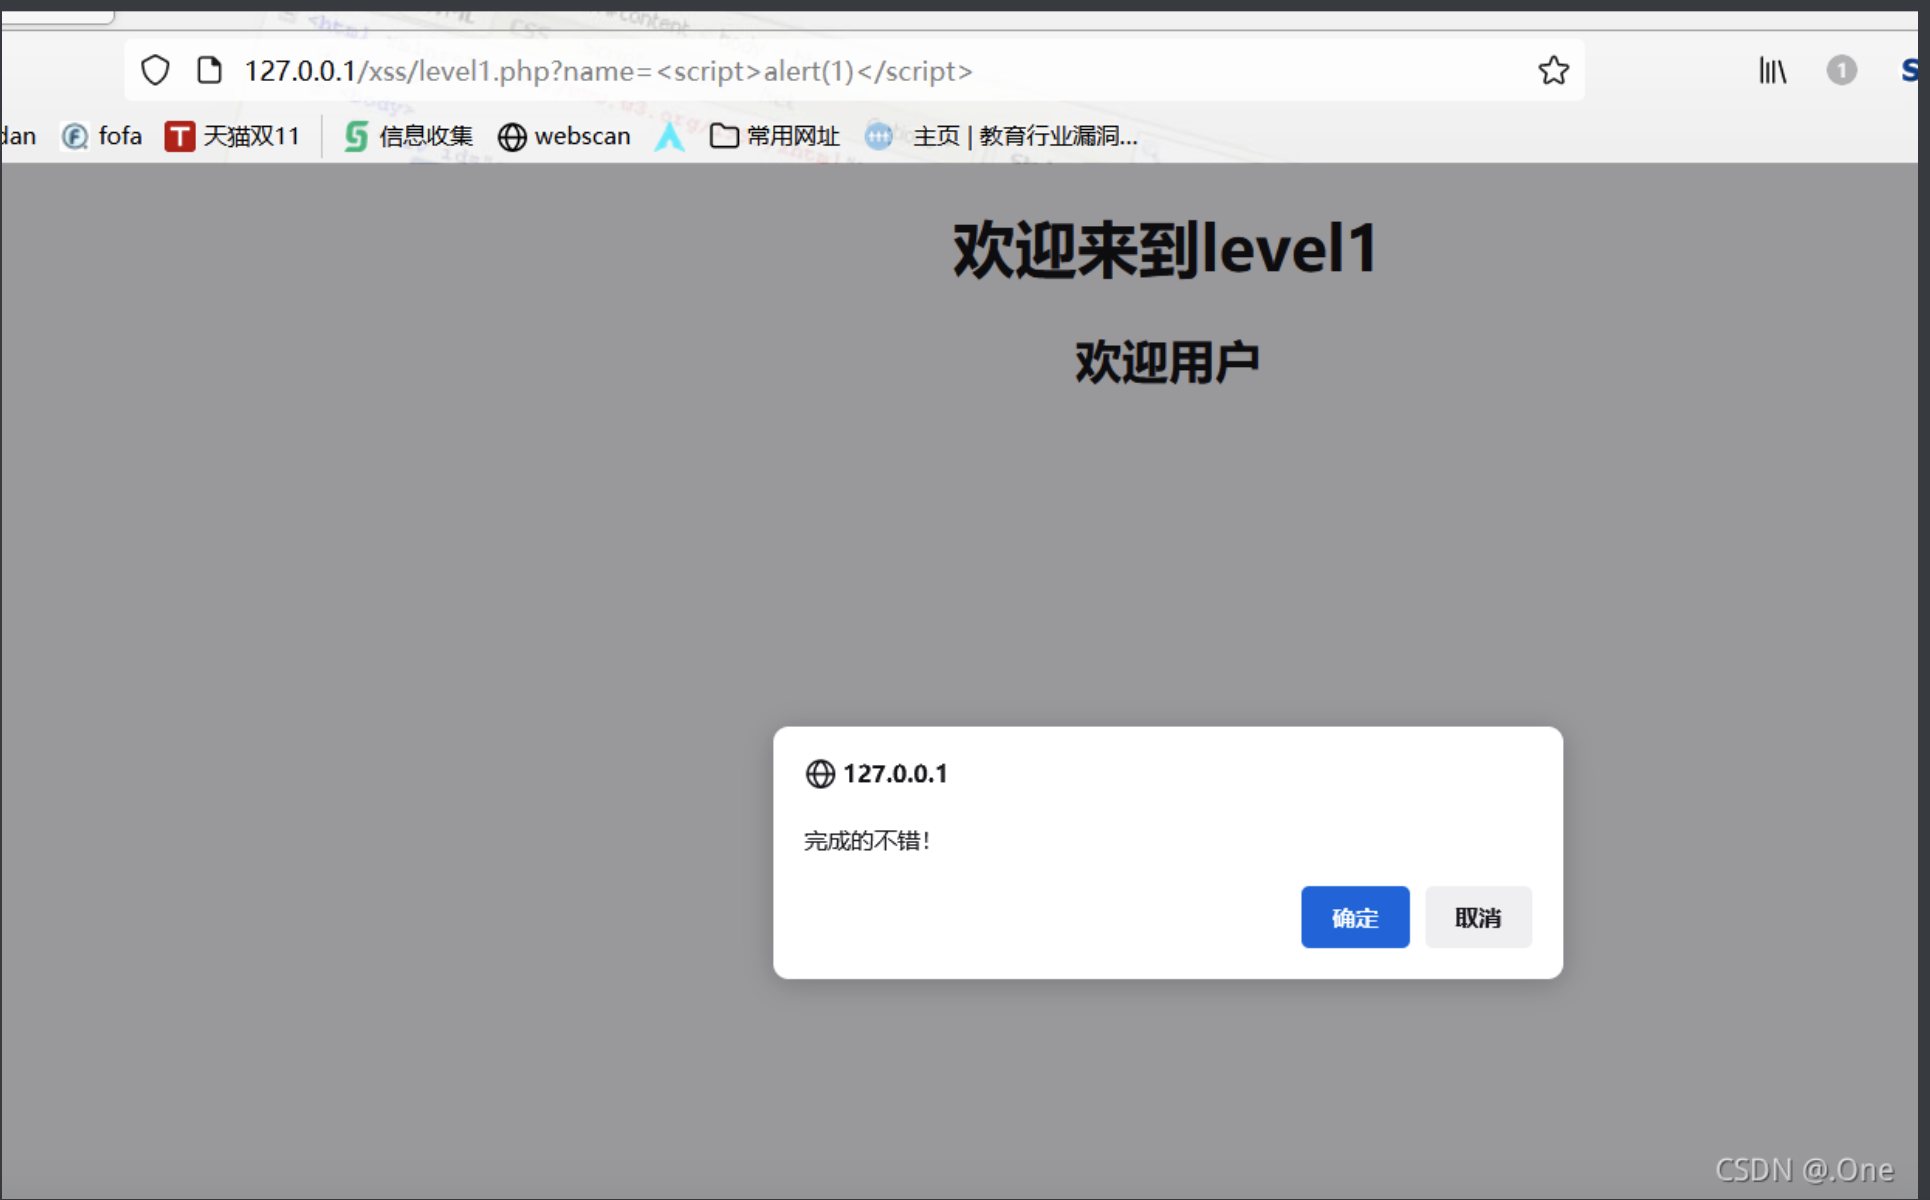 127.0.0.1/xss/level1.php?name=<script>alert(1)</script>
1
dan fofa 天猫双11 信息收集 webscan 常用网址 主页 | 教育行业漏洞...
欢迎来到level1
欢迎用户
127.0.0.1
完成的不错！
确定 取消
CSDN @.One